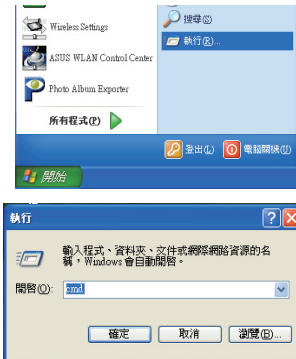 Wireless Settings
搜尋(S)
執行(R)...
ASUS WLAN Control Center
Photo Album Exporter
所有程式(P)
登出(L)
電腦關機(U)
開始
執行
輸入程式、資料夾、文件或網際網路資源的名
稱，Windows 會自動開啓。
開啓(O):
cmd
確定
取消
瀏覽(B)...